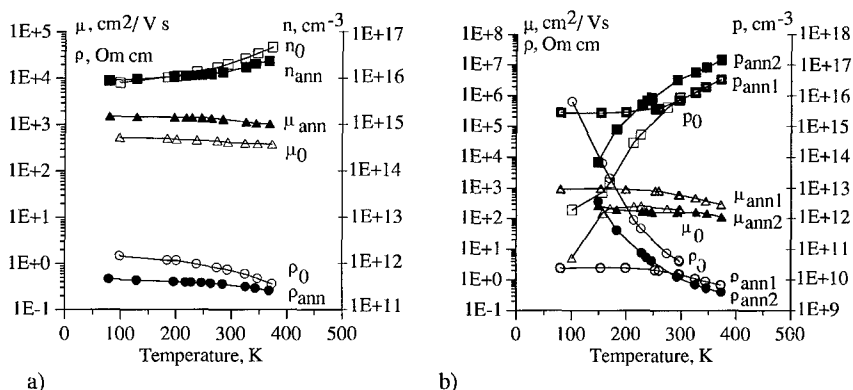 μ, cm2/ V s
ρ, Om cm
n, cm-3
1E+5
1E+4
1E+3
1E+2
1E+1
1E+0
1E-1
1E+17
1E+16
1E+15
1E+14
1E+13
1E+12
1E+11
n0
nann
μ ann
μ0
ρ0
ρann
0 100 200 300 400 500
Temperature, K
a)
μ, cm2/ Vs
ρ, Om cm
p, cm-3
1E+8
1E+7
1E+6
1E+5
1E+4
1E+3
1E+2
1E+1
1E+0
1E-1
1E+18
1E+17
1E+16
1E+15
1E+14
1E+13
1E+12
1E+11
1E+10
1E+9
pann2
pann1
p0
μann1
μann2
μ0
ρ0
ρann1
ρann2
0 100 200 300 400 500
Temperature, K
b)